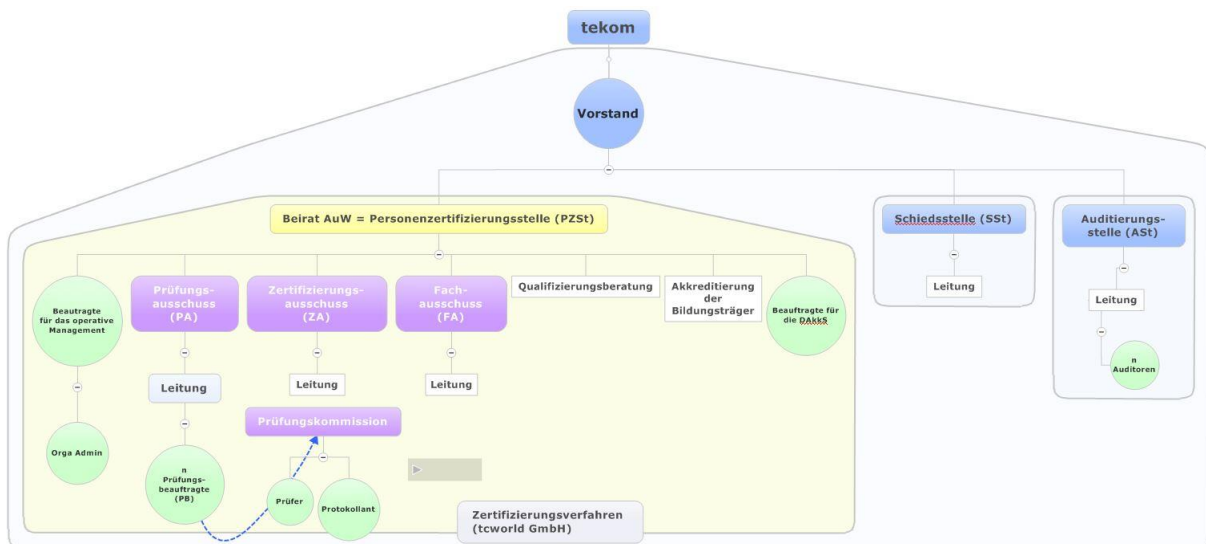 tekom
Vorstand
Beirat AuW = Personenzertifizierungsstelle (PZSt)
Schiedsstelle (SSt)
Auditierungs-
stelle (ASt)
Beautragte
für das operative
Management
Prüfungs-
ausschuss
(PA)
Zertifizierungs-
ausschuss
(ZA)
Fach-
ausschuss
(FA)
Qualifizierungsberatung
Akkreditierung
der
Bildungsträger
Beauftragte für
die DAkkS
Leitung
Leitung
Leitung
Leitung
Leitung
n
Auditoren
Orga Admin
n
Prüfungs-
beauftragte
(PB)
Prüfungskommission
Prüfer
Protokollant
Zertifizierungsverfahren
(tcworld GmbH)